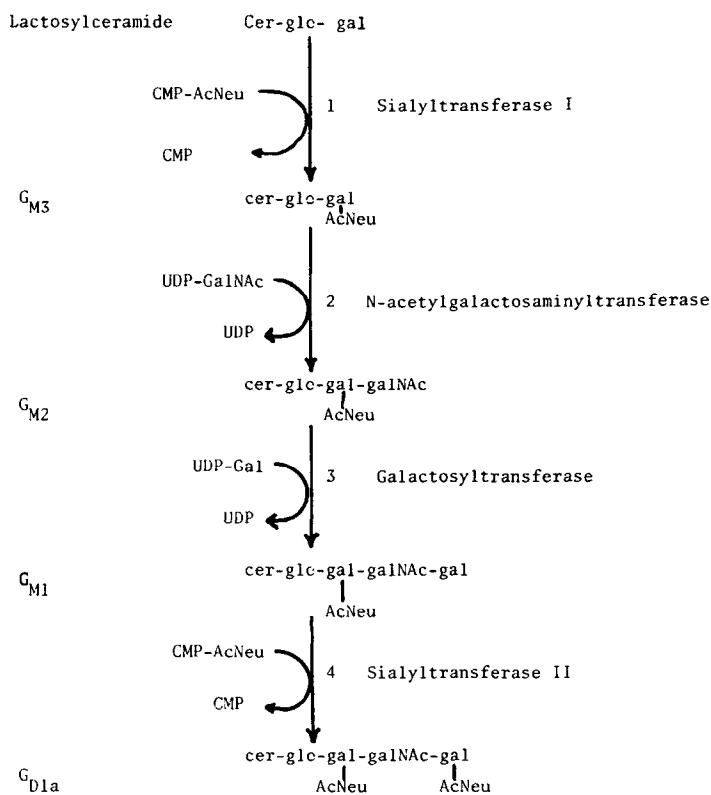 Lactosylceramide Cer-glc- gal
CMP-AcNeu
1 Sialyltransferase I
CMP
GM3 cer-glc-gal
AcNeu
UDP-GalNAc
2 N-acetylgalactosaminyltransferase
UDP
GM2 cer-glc-gal-galNAc
AcNeu
UDP-Gal
3 Galactosyltransferase
UDP
GM1 cer-glc-gal-galNAc-gal
AcNeu
CMP-AcNeu
4 Sialyltransferase II
CMP
GD1a cer-glc-gal-galNAc-gal
AcNeu AcNeu